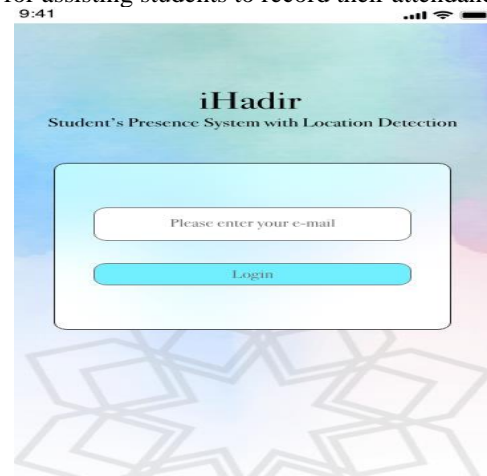 for assisting students to record their attendanc
9:41
iHadir
Student's Presence System with Location Detection
Please enter your e-mail
Login